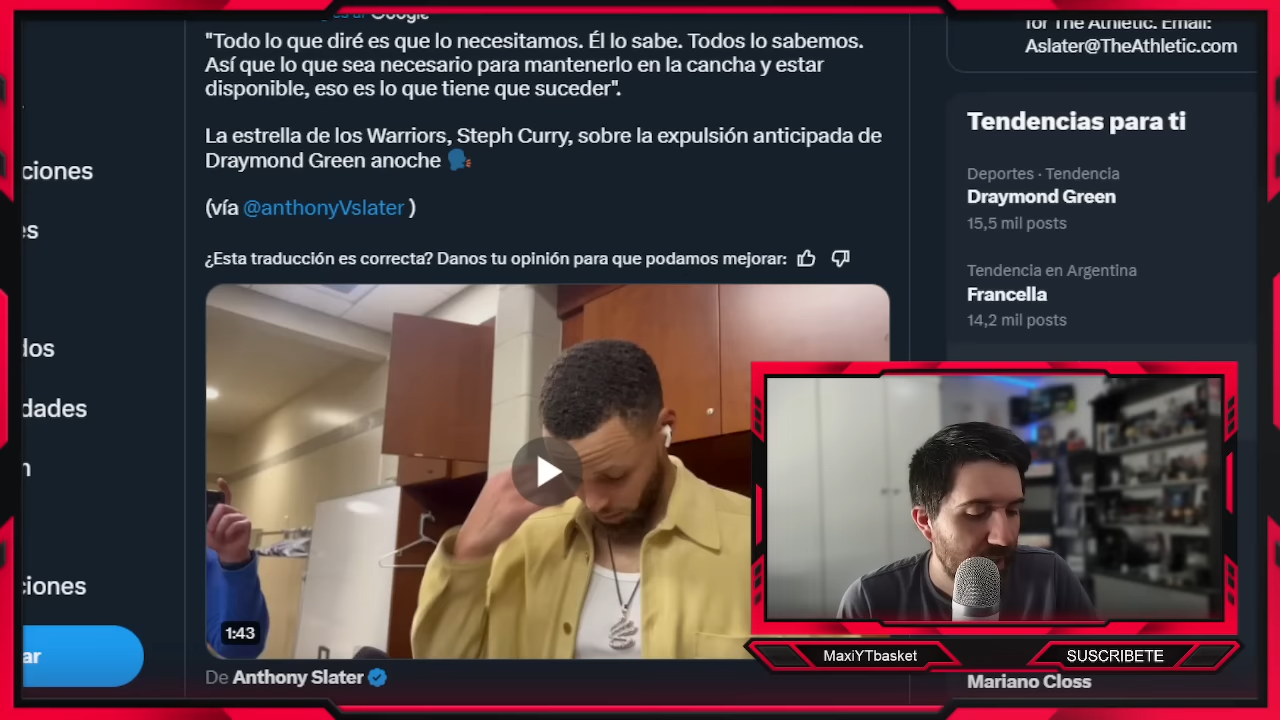 Google
"Todo lo que diré es que lo necesitamos. Él lo sabe. Todos lo sabemos.
Así que lo que sea necesario para mantenerlo en la cancha y estar
disponible, eso es lo que tiene que suceder".
La estrella de los Warriors, Steph Curry, sobre la expulsión anticipada de
Draymond Green anoche
(vía @anthonyVslater )
¿Esta traducción es correcta? Danos tu opinión para que podamos mejorar:
1:43
De Anthony Slater
ciones
es
dos
dades
n
ciones
ar
for The Athletic. Email:
Aslater@TheAthletic.com
Tendencias para ti
Deportes · Tendencia
Draymond Green
15,5 mil posts
Tendencia en Argentina
Francella
14,2 mil posts
MaxiYTbasket
SUSCRIBETE
Mariano Closs